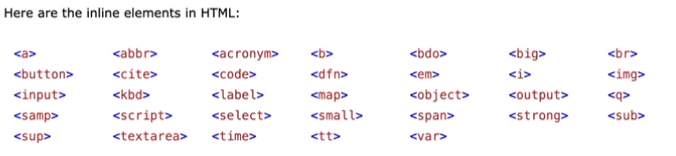 Here are the inline elements in HTML:
<a> <abbr> <acronym> <b> <bdo> <big> <br>
<button> <cite> <code> <dfn> <em> <i> <img>
<input> <kbd> <label> <map> <object> <output> <q>
<samp> <script> <select> <small> <span> <strong> <sub>
<sup> <textarea> <time> <tt> <var>